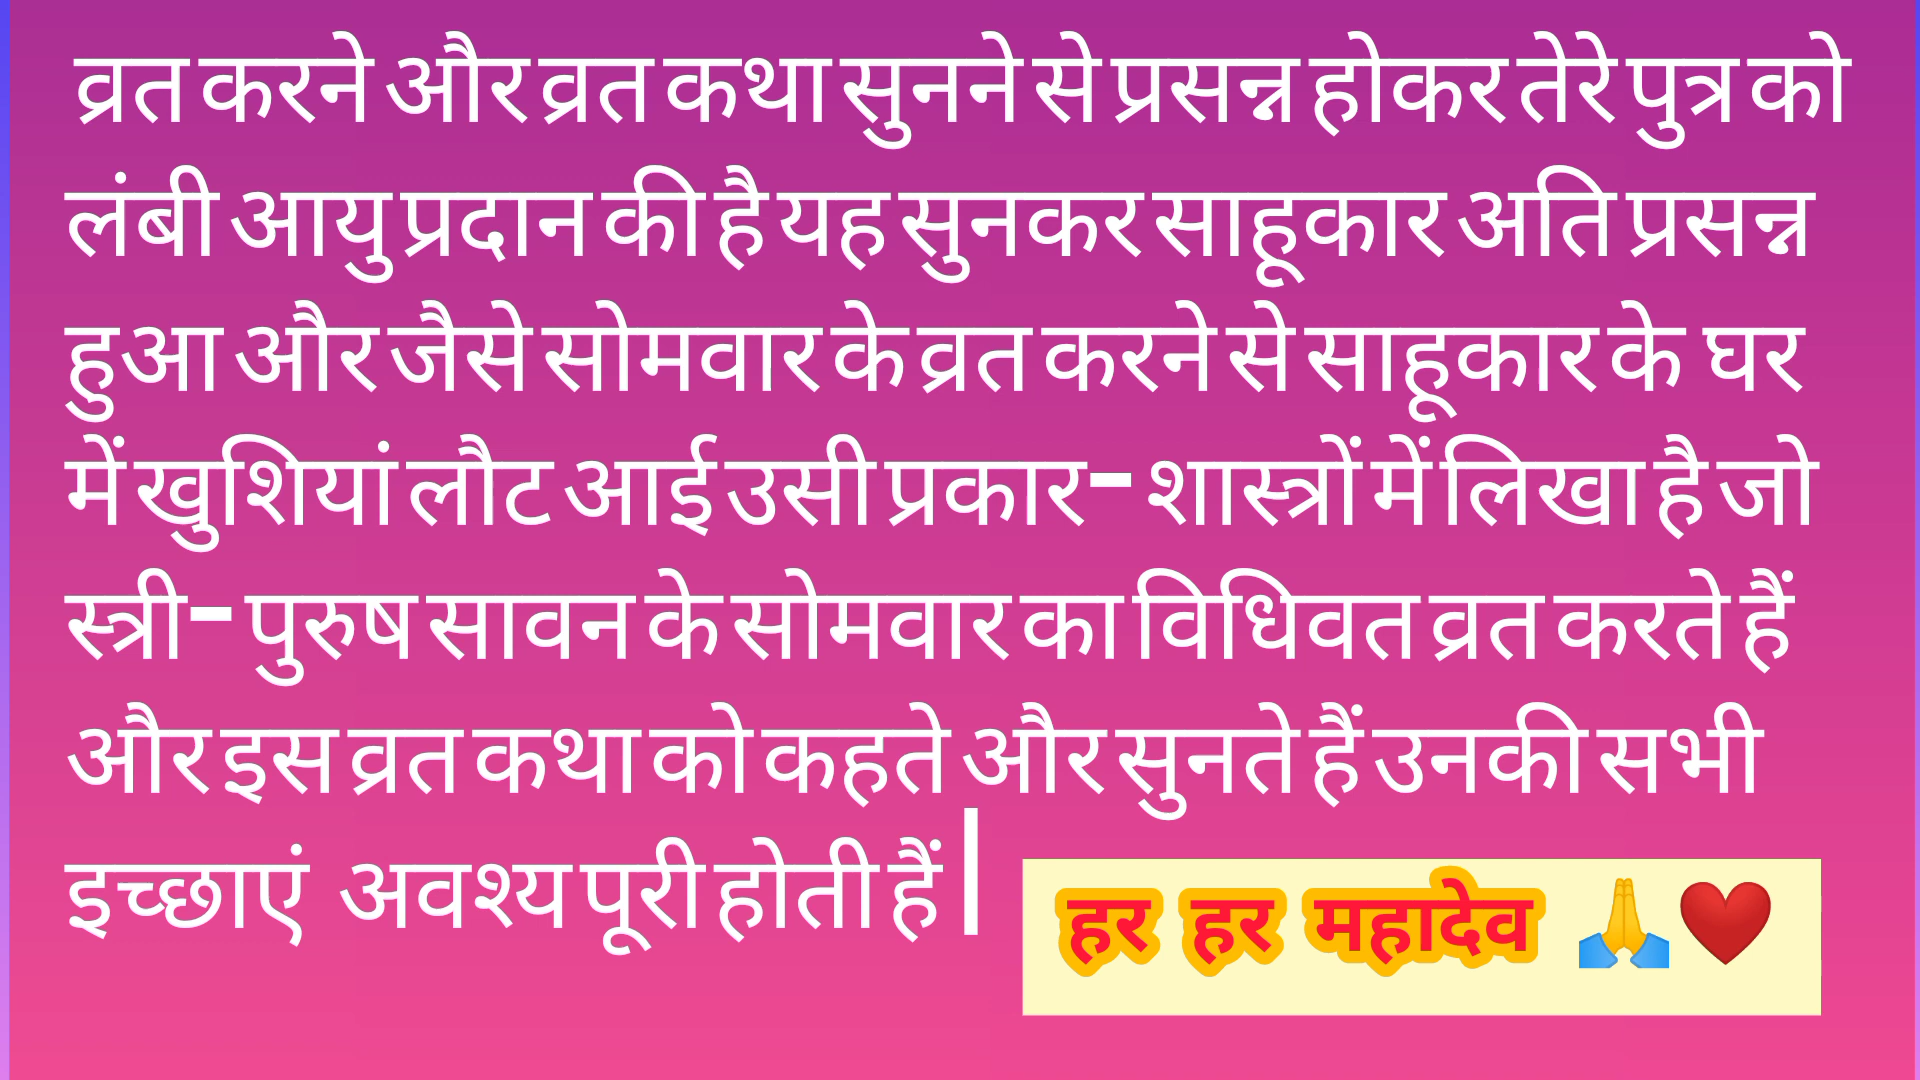 व्रत करने और व्रत कथा सुनने से प्रसन्न होकर तेरे पुत्र को
लंबी आयु प्रदान की है यह सुनकर साहूकार अति प्रसन्न
हुआ और जैसे सोमवार के व्रत करने से साहूकार के घर
में खुशियां लौट आई उसी प्रकार- शास्त्रों में लिखा है जो
स्त्री- पुरुष सावन के सोमवार का विधिवत व्रत करते हैं
और इस व्रत कथा को कहते और सुनते हैं उनकी सभी
इच्छाएं अवश्य पूरी होती हैं|
हर हर महादेव 🙏❤️